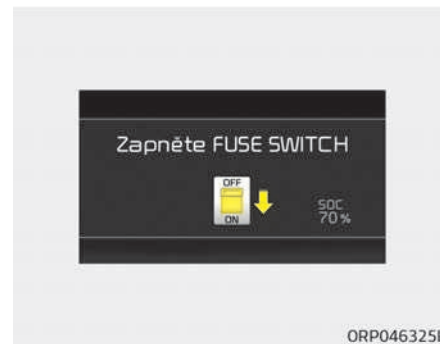 Zapněte FUSE SWITCH
OFF
ON
SOC
70 %
ORP046325L